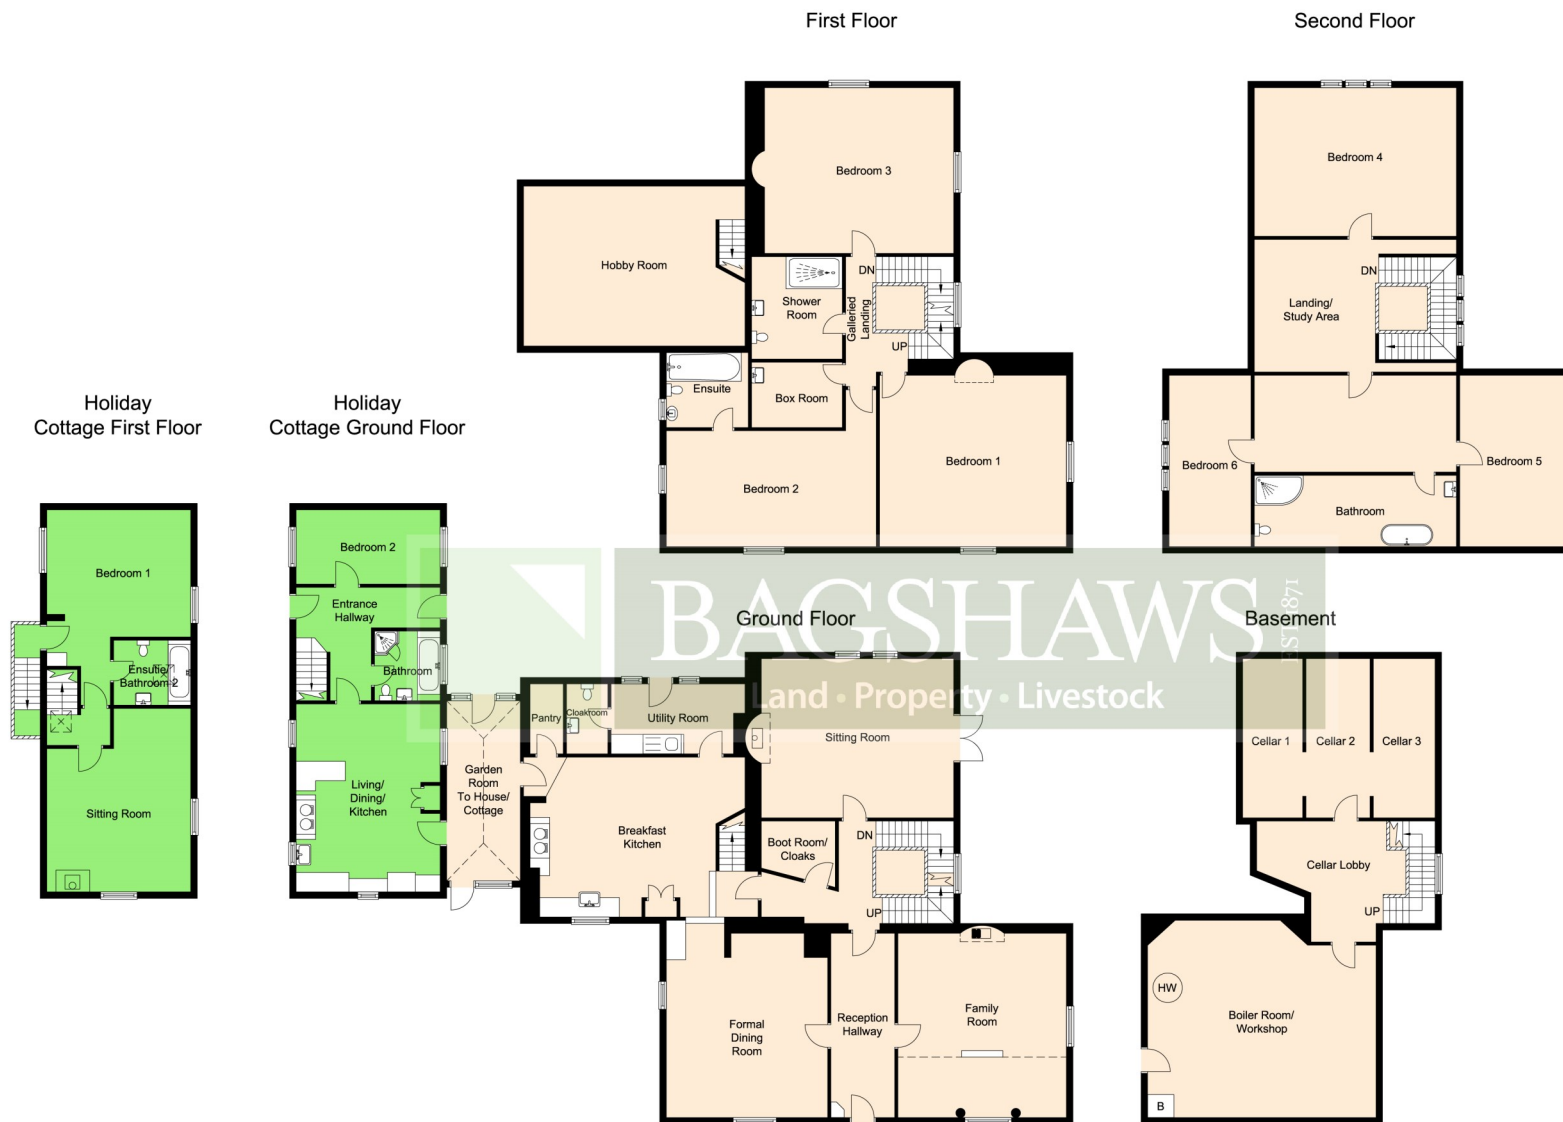 First Floor
Second Floor
Bedroom 3
Hobby Room
DN
Shower
Room
Galleried
Landing
UP
Ensuite
Box Room
Bedroom 1
Bedroom 2
Bedroom 4
DN
Landing/
Study Area
Bedroom 6
Bedroom 5
Bathroom
Holiday
Cottage First Floor
Bedroom 1
Ensuite/
Bathroom 2
Sitting Room
Holiday
Cottage Ground Floor
Bedroom 2
Entrance
Hallway
Bathroom
Living/
Dining/
Kitchen
Garden
Room
To House/
Cottage
BAGSHAWS
EST 1871
Land · Property · Livestock
Ground Floor
Pantry
Cloakroom
Utility Room
Sitting Room
Breakfast
Kitchen
Boot Room/
Cloaks
DN
UP
Formal
Dining
Room
Reception
Hallway
Family
Room
Basement
Cellar 1
Cellar 2
Cellar 3
Cellar Lobby
UP
HW
Boiler Room/
Workshop
B